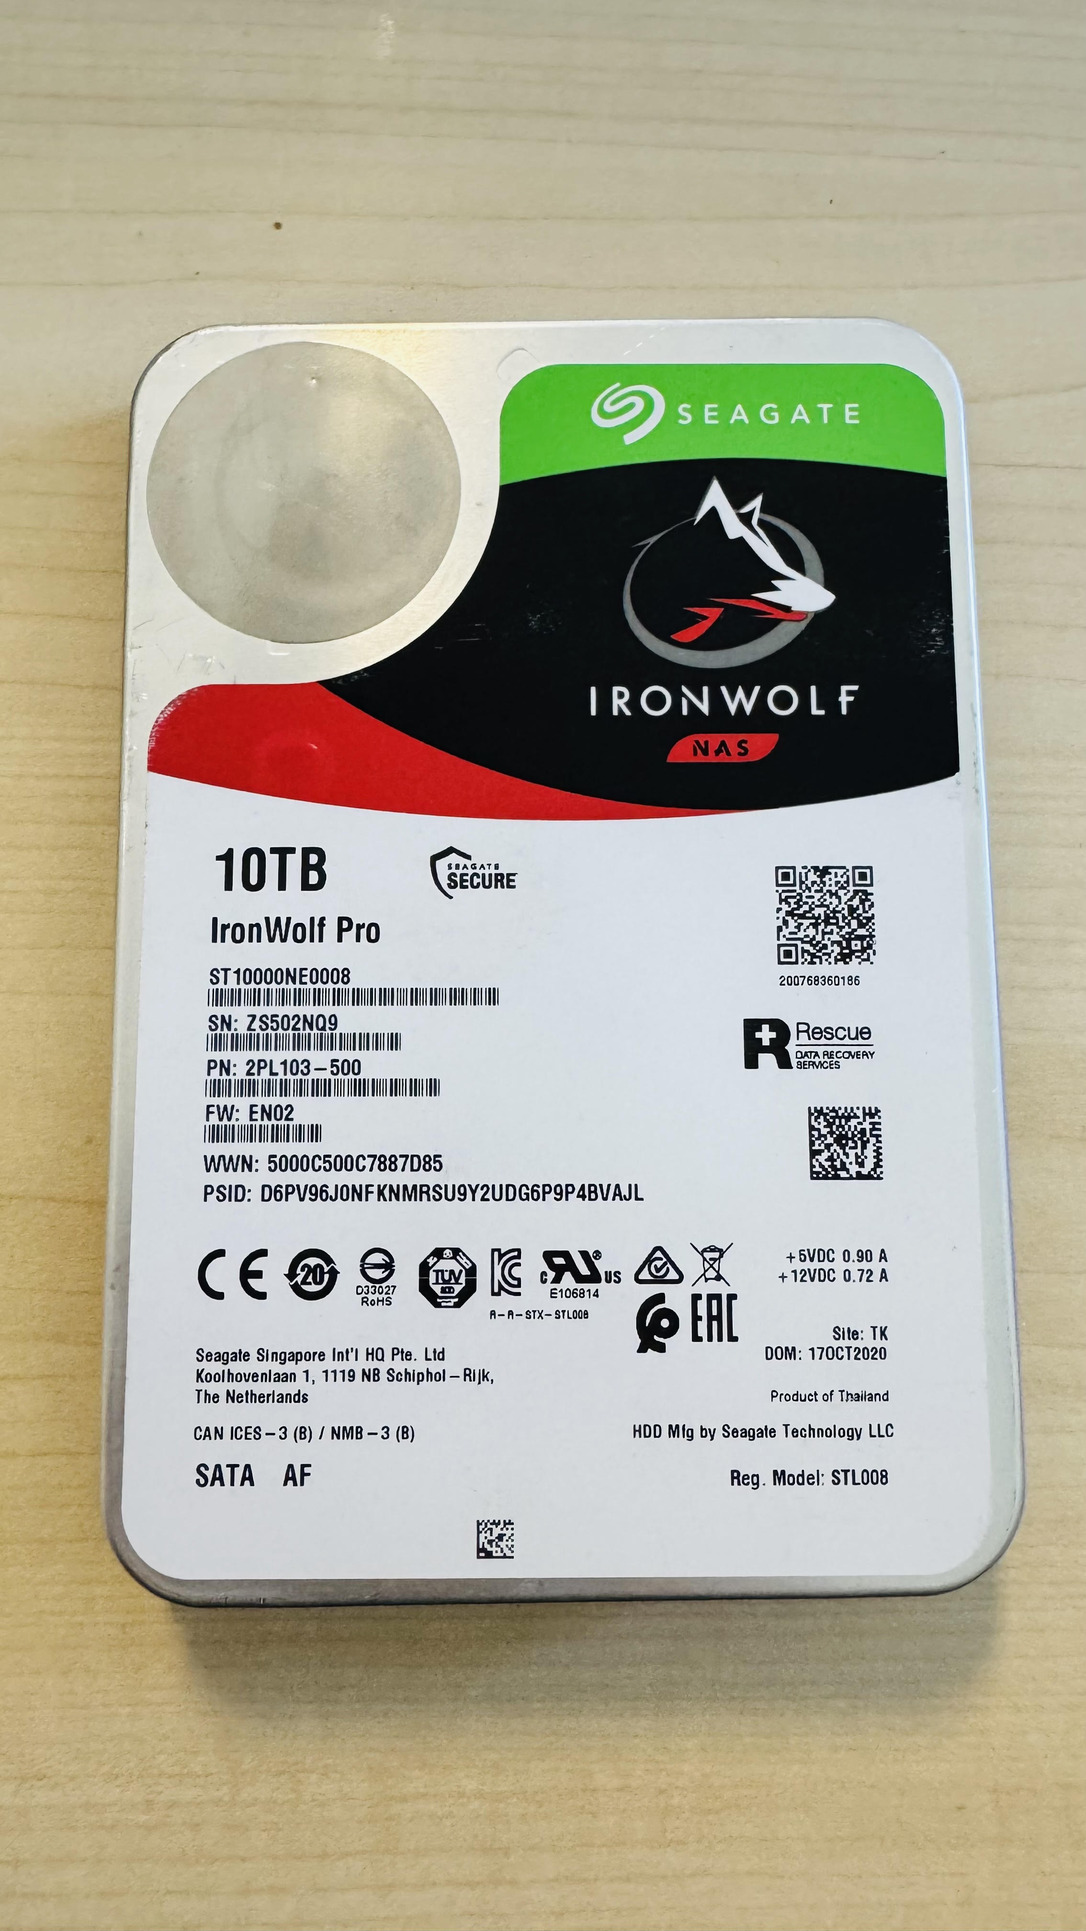 SEAGATE
IRONWOLF
NAS
10TB
SEAGATE
SECURE
IronWolf Pro
ST10000NE0008
SN: ZS502NQ9
PN: 2PL103-500
FW: EN02
WWN: 5000C500C7887D85
PSID: D6PV96J0NFKNMRSU9Y2UDG6P9P4BVAJL
200768360186
R Rescue
DATA RECOVERY
SERVICES
CE
20
D33027
RoHS
TUV
c RU US
E106814
R-R-STX-STL008
EAC
+5VDC 0.90 A
+12VDC 0.72 A
Site: TK
DOM: 17OCT2020
Seagate Singapore Int'l HQ Pte. Ltd
Koolhovenlaan 1, 1119 NB Schiphol-Rijk,
The Netherlands
Product of Thailand
CAN ICES-3 (B) / NMB-3 (B)
HDD Mfg by Seagate Technology LLC
SATA AF
Reg. Model: STL008